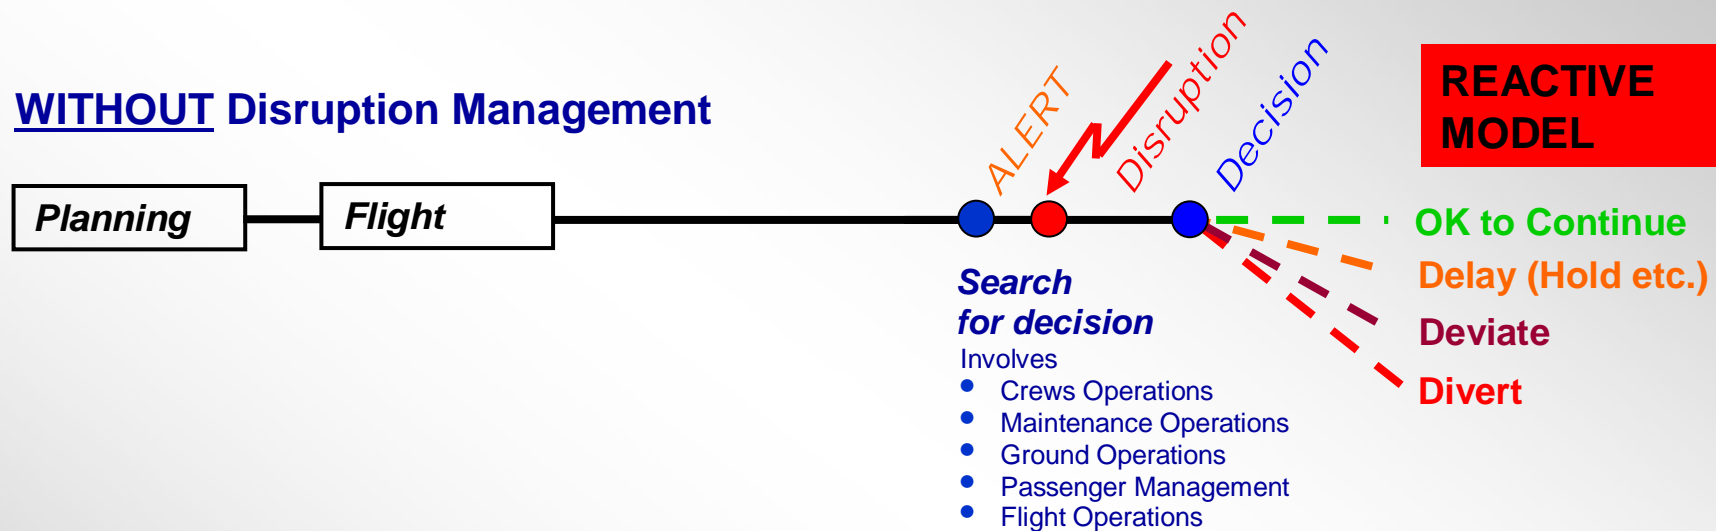 WITHOUT Disruption Management
Planning
Flight
ALERT
Disruption
Decision
REACTIVE
MODEL
OK to Continue
Delay (Hold etc.)
Deviate
Divert
Search
for decision
Involves
• Crews Operations
• Maintenance Operations
• Ground Operations
• Passenger Management
• Flight Operations